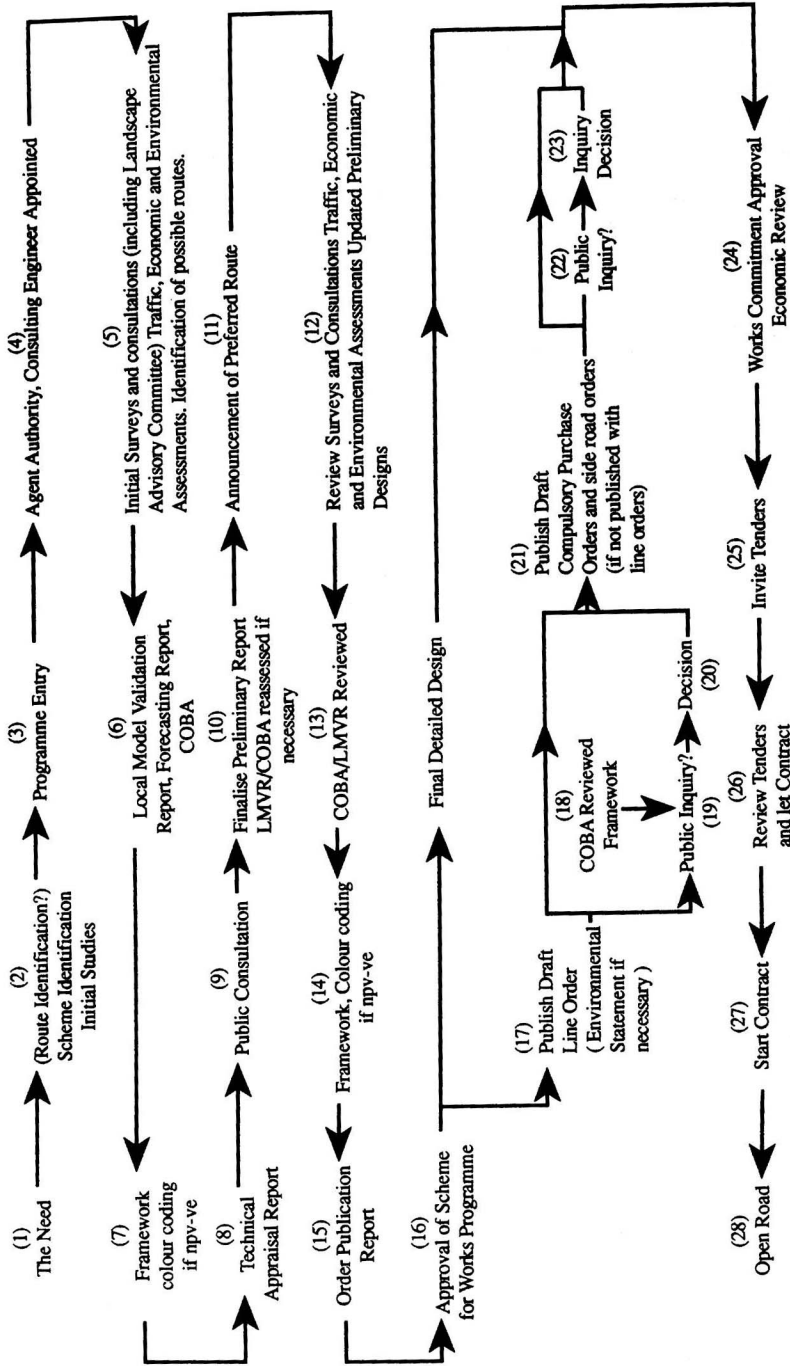 (1)
The Need
(2)
(Route Identification?)
Scheme Identification
Initial Studies
(3)
Programme Entry
(4)
Agent Authority, Consulting Engineer Appointed
(5)
Initial Surveys and consultations (including Landscape
Advisory Committee) Traffic, Economic and Environmental
Assessments. Identification of possible routes.
(6)
Local Model Validation
Report, Forecasting Report,
COBA
(7)
Framework
colour coding
if npv-ve
(8)
Technical
Appraisal Report
(9)
Public Consultation
(10)
Finalise Preliminary Report
LMVR/COBA reassessed if
necessary
(11)
Announcement of Preferred Route
(12)
Review Surveys and Consultations Traffic, Economic
and Environmental Assessments Updated Preliminary
Designs
(13)
COBA/LMVR Reviewed
(14)
Framework, Colour coding
if npv-ve
(15)
Order Publication
Report
(16)
Approval of Scheme
for Works Programme
Final Detailed Design
(17)
Publish Draft
Line Order
( Environmental
Statement if
necessary )
(18)
COBA Reviewed
Framework
Public Inquiry?
(19)
Decision
(20)
(21)
Publish Draft
Compulsory Purchase
Orders and side road orders
(if not published with
line orders)
(22)
Public
Inquiry?
(23)
Inquiry
Decision
(24)
Works Commitment Approval
Economic Review
(25)
Invite Tenders
(26)
Review Tenders
and let Contract
(27)
Start Contract
(28)
Open Road